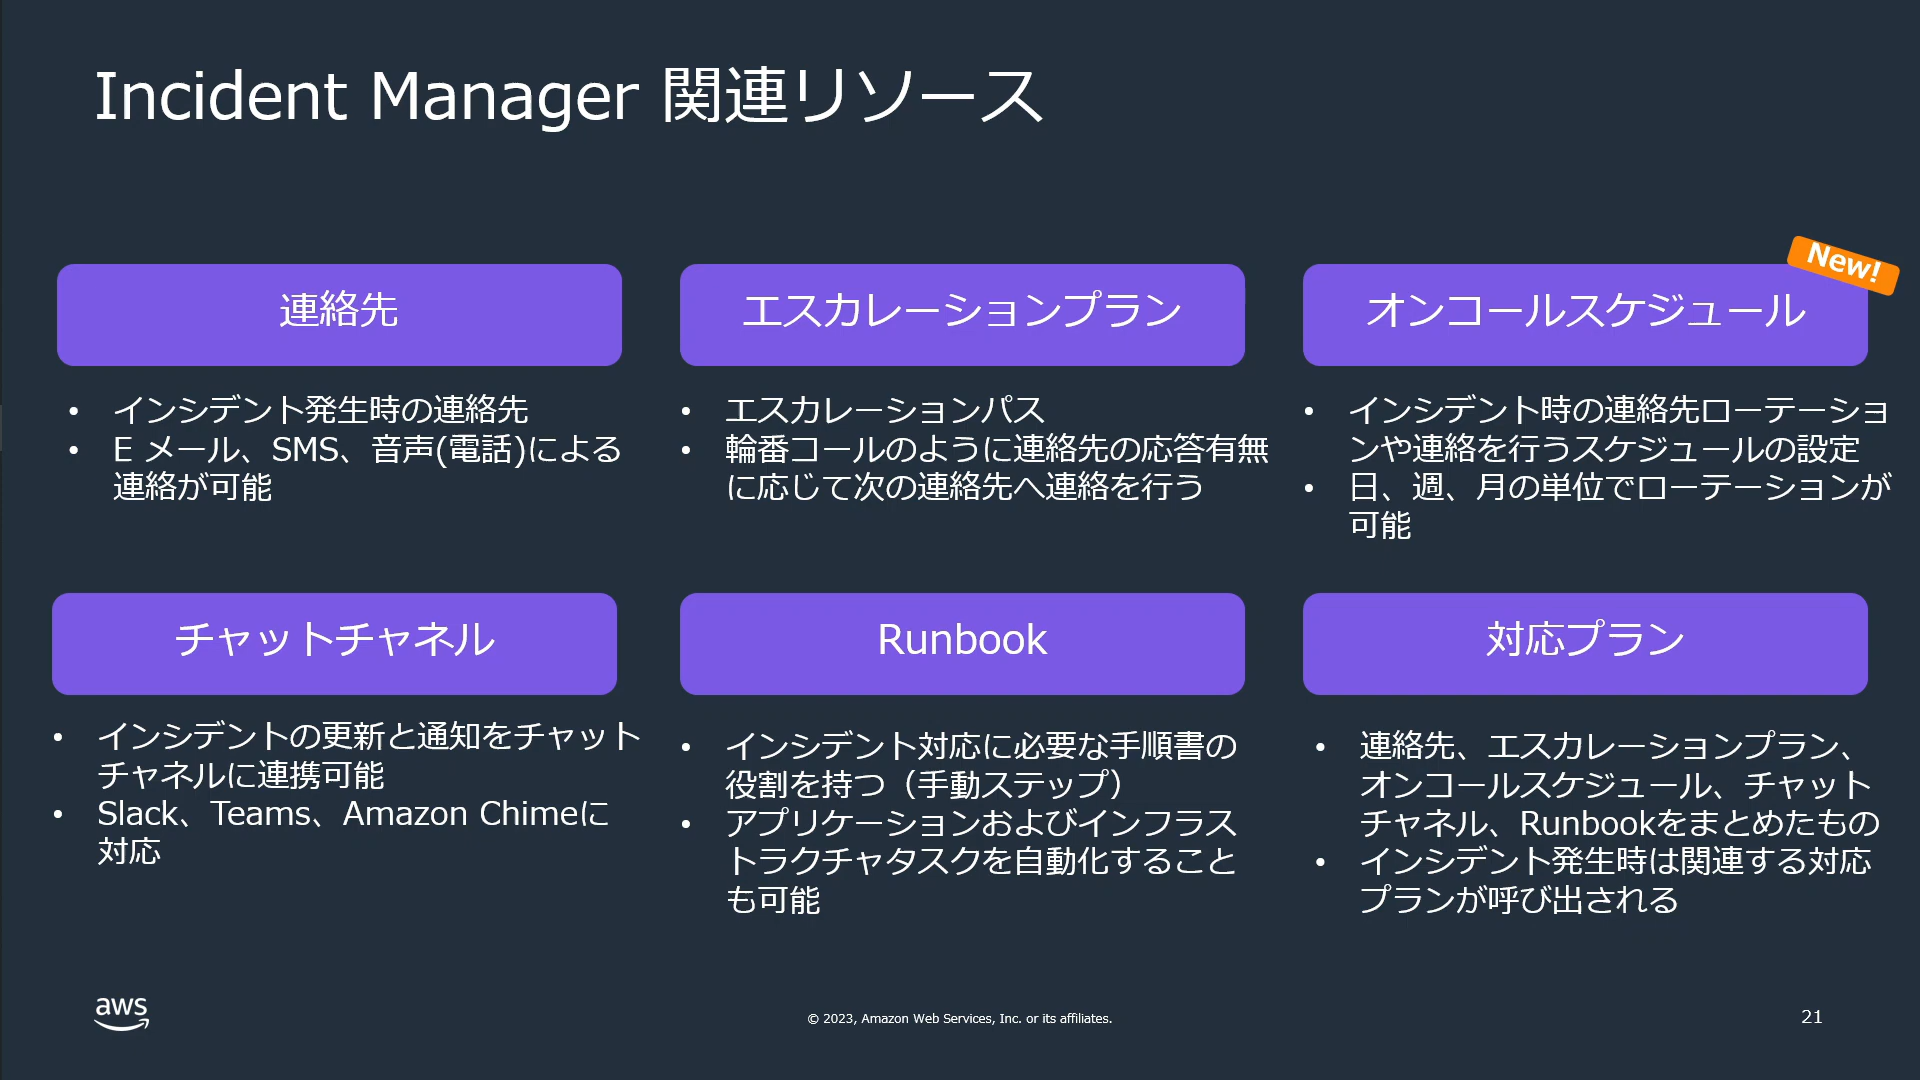 Incident Manager 関連リソース
連絡先
• インシデント発生時の連絡先
• E メール、SMS、音声(電話)による
連絡が可能
エスカレーションプラン
• エスカレーションパス
• 輪番コールのように連絡先の応答有無
に応じて次の連絡先へ連絡を行う
New!
オンコールスケジュール
• インシデント時の連絡先ローテーショ
ンや連絡を行うスケジュールの設定
• 日、週、月の単位でローテーションが
可能
チャットチャネル
• インシデントの更新と通知をチャット
チャネルに連携可能
• Slack、Teams、Amazon Chimeに
対応
Runbook
• インシデント対応に必要な手順書の
役割を持つ（手動ステップ）
• アプリケーションおよびインフラス
トラクチャタスクを自動化すること
も可能
対応プラン
• 連絡先、エスカレーションプラン、
オンコールスケジュール、チャット
チャネル、Runbookをまとめたもの
• インシデント発生時は関連する対応
プランが呼び出される
aws
© 2023, Amazon Web Services, Inc. or its affiliates.
21